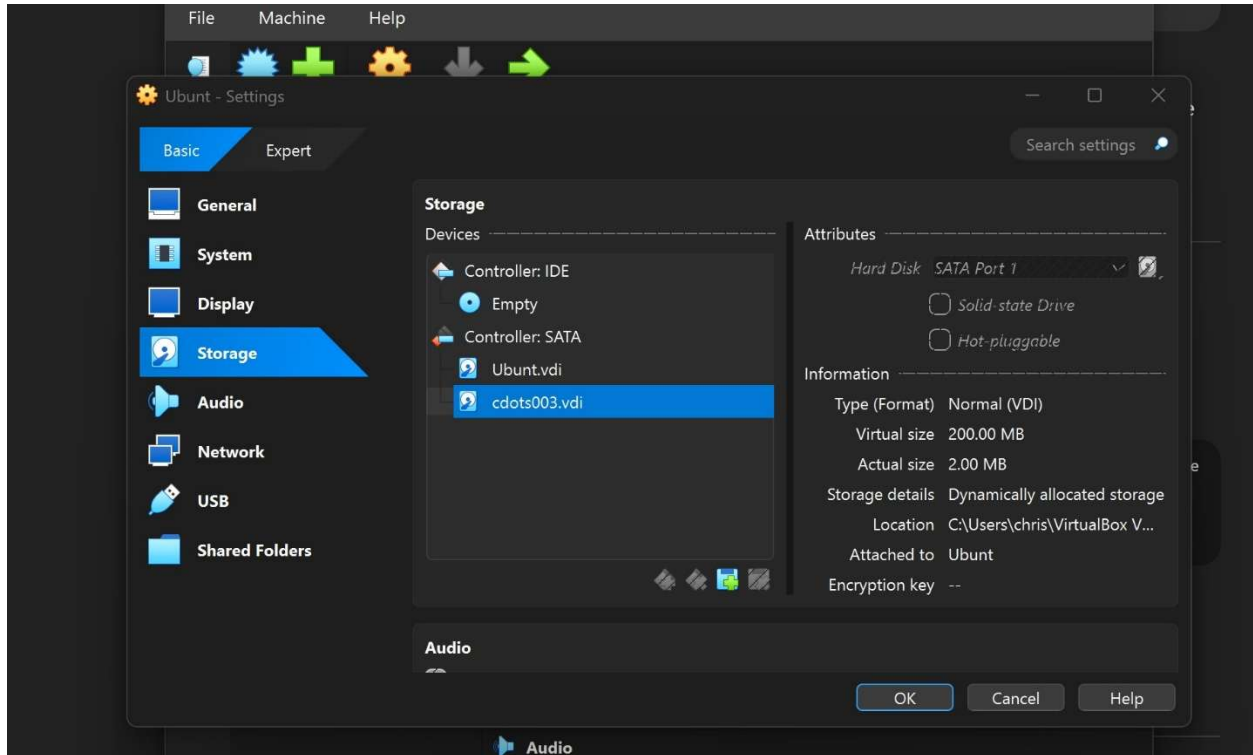 File Machine Help
Ubunt - Settings
Basic Expert
Search settings
General
System
Display
Storage
Audio
Network
USB
Shared Folders
Storage
Devices
Controller: IDE
Empty
Controller: SATA
Ubunt.vdi
cdots003.vdi
Attributes
Hard Disk SATA Port 1
Solid-state Drive
Hot-pluggable
Information
Type (Format) Normal (VDI)
Virtual size 200.00 MB
Actual size 2.00 MB
Storage details Dynamically allocated storage
Location C:\Users\chris\VirtualBox V...
Attached to Ubunt
Encryption key --
Audio
OK Cancel Help
Audio
e